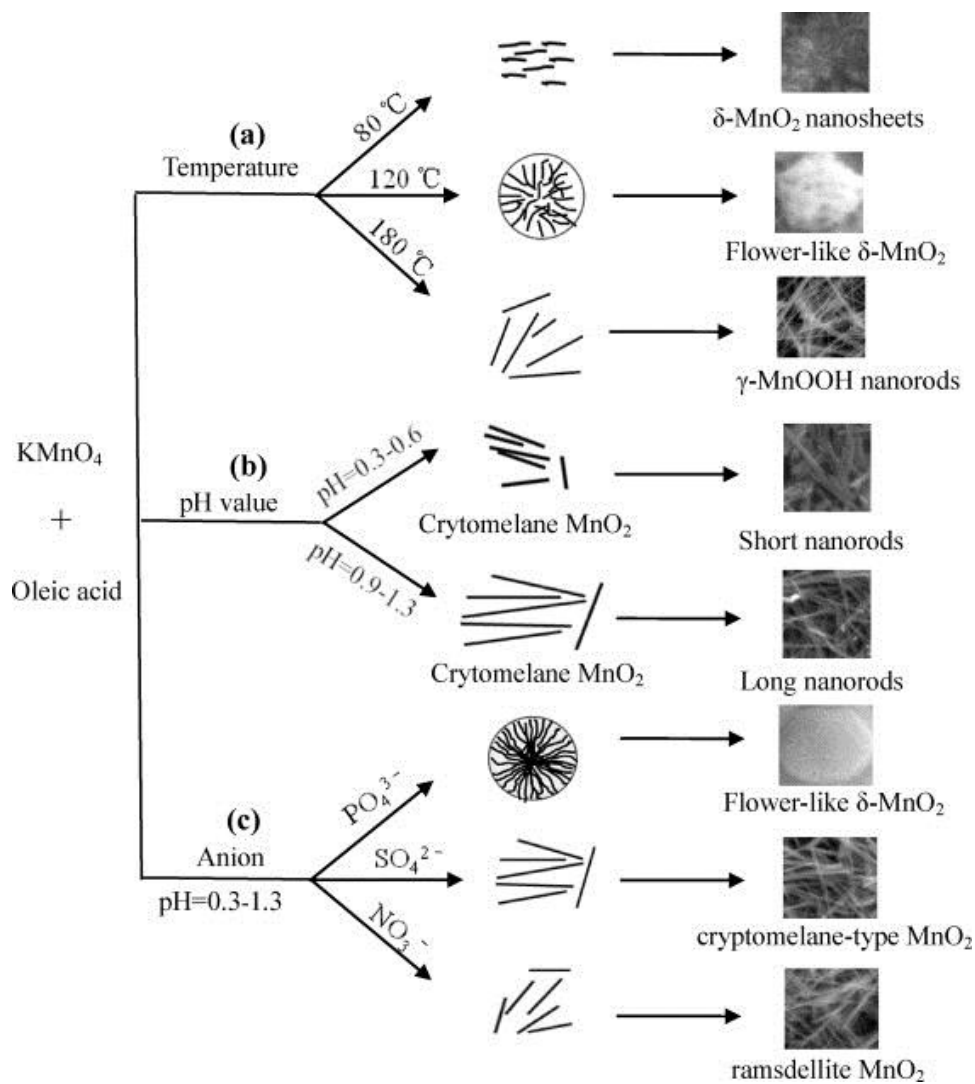 80 ℃
δ-MnO₂ nanosheets
(a)
Temperature
120 ℃
Flower-like δ-MnO₂
180 ℃
γ-MnOOH nanorods
KMnO₄
+
Oleic acid
(b)
pH value
pH=0.3-0.6
Crytomelane MnO₂
Short nanorods
pH=0.9-1.3
Crytomelane MnO₂
Long nanorods
(c)
Anion
pH=0.3-1.3
PO₄³⁻
Flower-like δ-MnO₂
SO₄²⁻
cryptomelane-type MnO₂
NO₃⁻
ramsdellite MnO₂